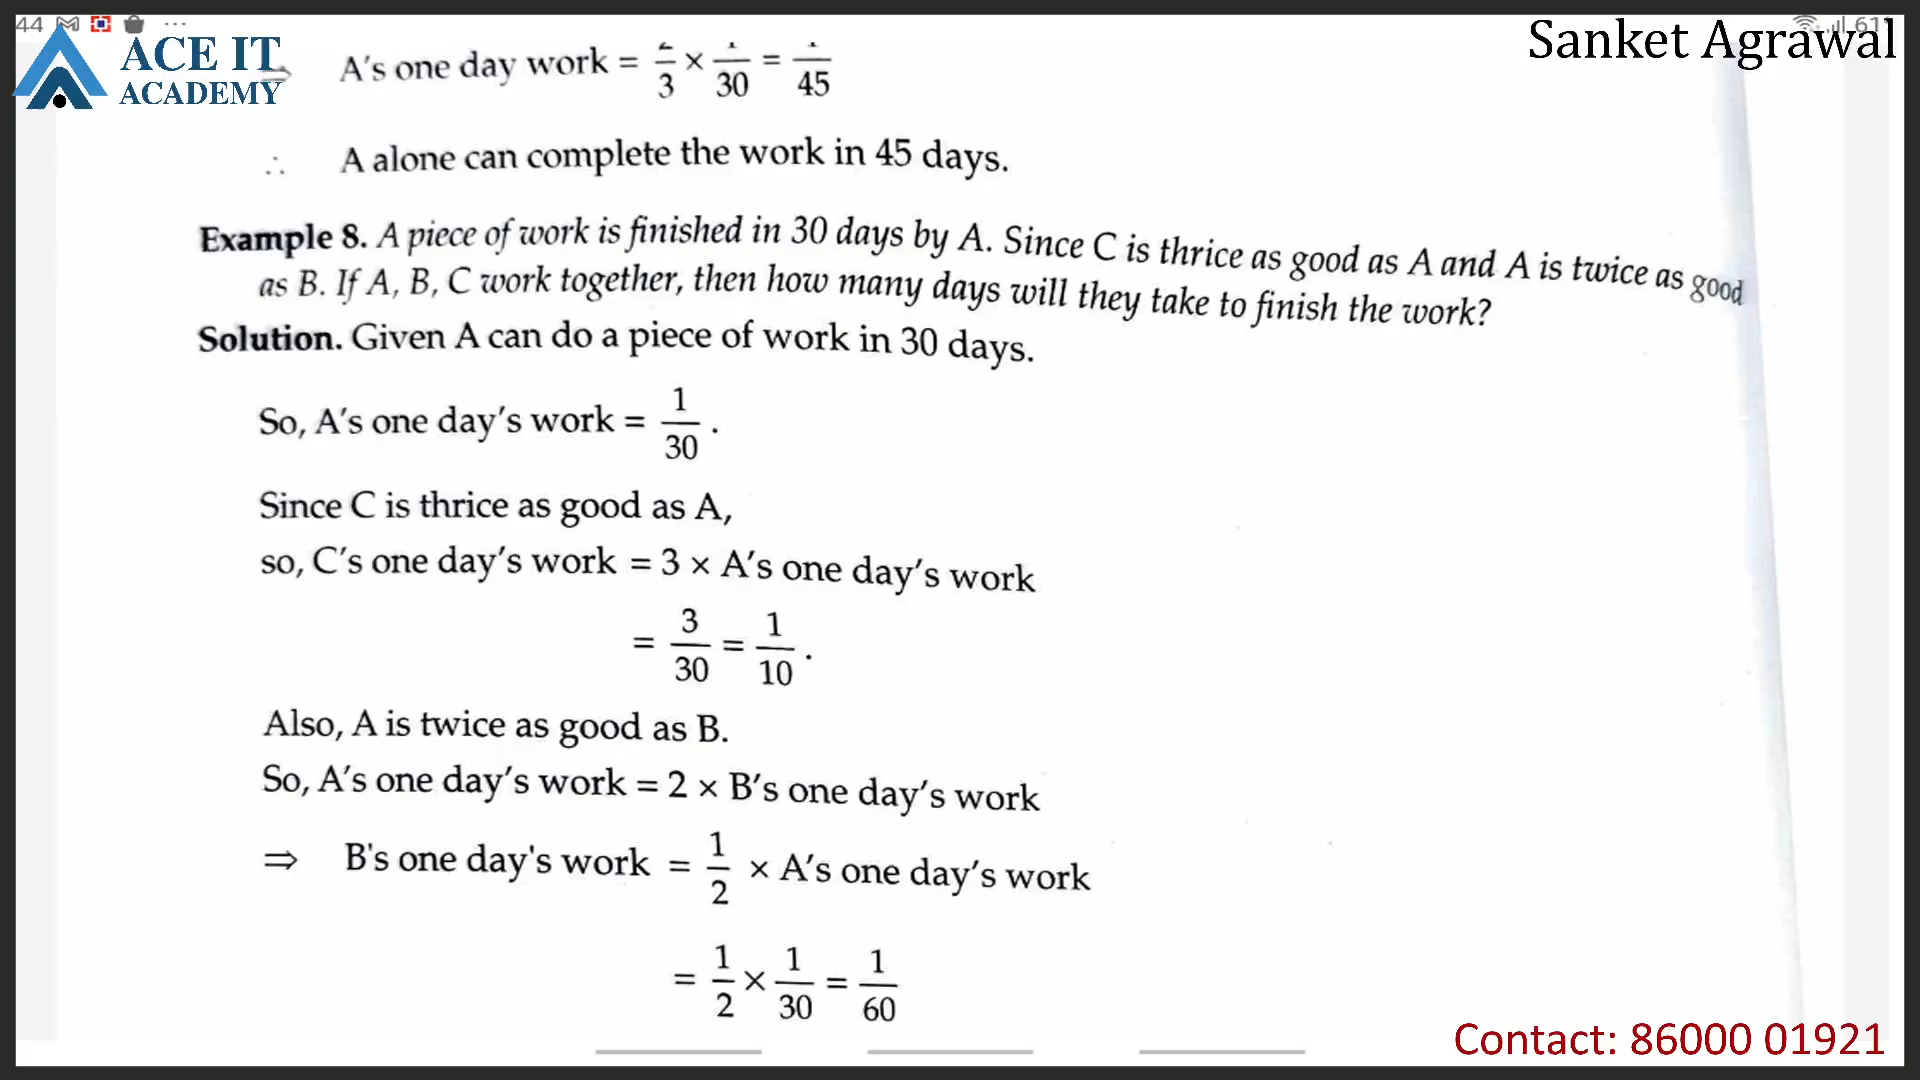 44
61
ACE IT
ACADEMY
Sanket Agrawal
⇒ A's one day work = 2/3 × 1/30 = 1/45
∴ A alone can complete the work in 45 days.
Example 8. A piece of work is finished in 30 days by A. Since C is thrice as good as A and A is twice as good
as B. If A, B, C work together, then how many days will they take to finish the work?
Solution. Given A can do a piece of work in 30 days.
So, A's one day's work = 1/30 .
Since C is thrice as good as A,
so, C's one day's work = 3 × A's one day's work
= 3/30 = 1/10 .
Also, A is twice as good as B.
So, A's one day's work = 2 × B's one day's work
⇒ B's one day's work = 1/2 × A's one day's work
= 1/2 × 1/30 = 1/60
Contact: 86000 01921